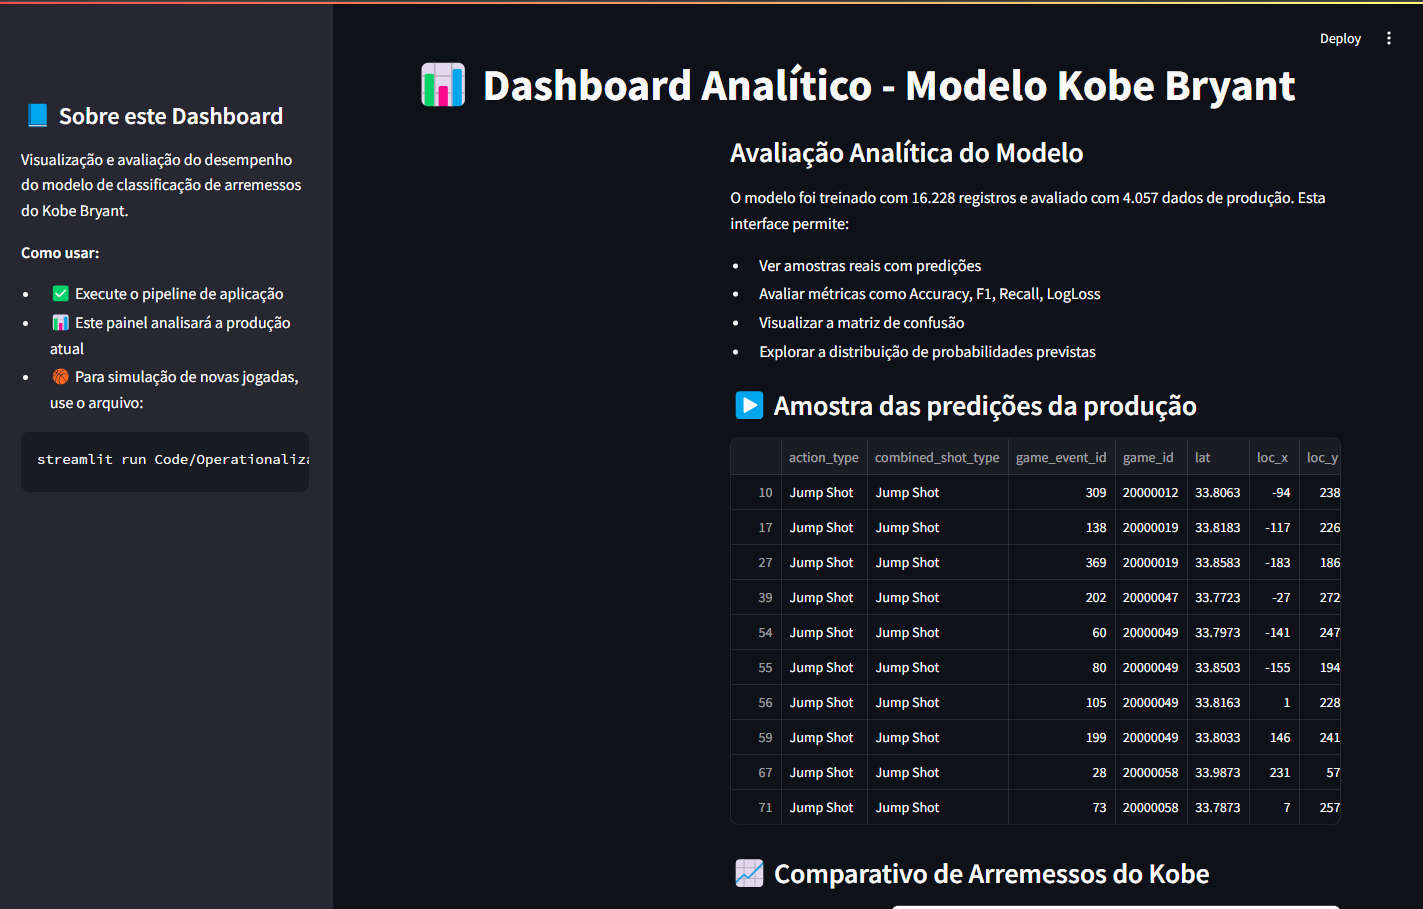 Deploy
Dashboard Analítico - Modelo Kobe Bryant
Sobre este Dashboard
Visualização e avaliação do desempenho
do modelo de classificação de arremessos
do Kobe Bryant.
Como usar:
Execute o pipeline de aplicação
Este painel analisará a produção
atual
Para simulação de novas jogadas,
use o arquivo:
streamlit run Code/Operationaliza
Avaliação Analítica do Modelo
O modelo foi treinado com 16.228 registros e avaliado com 4.057 dados de produção. Esta
interface permite:
Ver amostras reais com predições
Avaliar métricas como Accuracy, F1, Recall, LogLoss
Visualizar a matriz de confusão
Explorar a distribuição de probabilidades previstas
Amostra das predições da produção
action_type combined_shot_type game_event_id game_id lat loc_x loc_y
10 Jump Shot Jump Shot 309 20000012 33.8063 -94 238
17 Jump Shot Jump Shot 138 20000019 33.8183 -117 226
27 Jump Shot Jump Shot 369 20000019 33.8583 -183 186
39 Jump Shot Jump Shot 202 20000047 33.7723 -27 272
54 Jump Shot Jump Shot 60 20000049 33.7973 -141 247
55 Jump Shot Jump Shot 80 20000049 33.8503 -155 194
56 Jump Shot Jump Shot 105 20000049 33.8163 1 228
59 Jump Shot Jump Shot 199 20000049 33.8033 146 241
67 Jump Shot Jump Shot 28 20000058 33.9873 231 57
71 Jump Shot Jump Shot 73 20000058 33.7873 7 257
Comparativo de Arremessos do Kobe